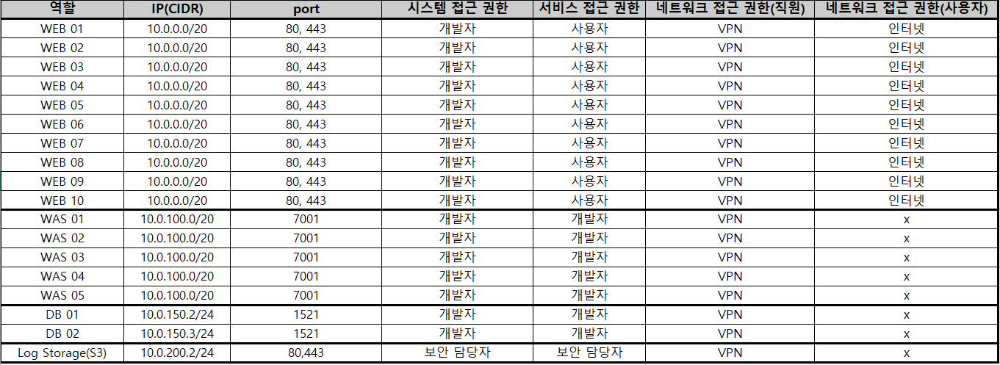 역할 IP(CIDR) port 시스템 접근 권한 서비스 접근 권한 네트워크 접근 권한(직원) 네트워크 접근 권한(사용자)
WEB 01 10.0.0.0/20 80, 443 개발자 사용자 VPN 인터넷
WEB 02 10.0.0.0/20 80, 443 개발자 사용자 VPN 인터넷
WEB 03 10.0.0.0/20 80, 443 개발자 사용자 VPN 인터넷
WEB 04 10.0.0.0/20 80, 443 개발자 사용자 VPN 인터넷
WEB 05 10.0.0.0/20 80, 443 개발자 사용자 VPN 인터넷
WEB 06 10.0.0.0/20 80, 443 개발자 사용자 VPN 인터넷
WEB 07 10.0.0.0/20 80, 443 개발자 사용자 VPN 인터넷
WEB 08 10.0.0.0/20 80, 443 개발자 사용자 VPN 인터넷
WEB 09 10.0.0.0/20 80, 443 개발자 사용자 VPN 인터넷
WEB 10 10.0.0.0/20 80, 443 개발자 사용자 VPN 인터넷
WAS 01 10.0.100.0/20 7001 개발자 개발자 VPN x
WAS 02 10.0.100.0/20 7001 개발자 개발자 VPN x
WAS 03 10.0.100.0/20 7001 개발자 개발자 VPN x
WAS 04 10.0.100.0/20 7001 개발자 개발자 VPN x
WAS 05 10.0.100.0/20 7001 개발자 개발자 VPN x
DB 01 10.0.150.2/24 1521 개발자 개발자 VPN x
DB 02 10.0.150.3/24 1521 개발자 개발자 VPN x
Log Storage(S3) 10.0.200.2/24 80,443 보안 담당자 보안 담당자 VPN x